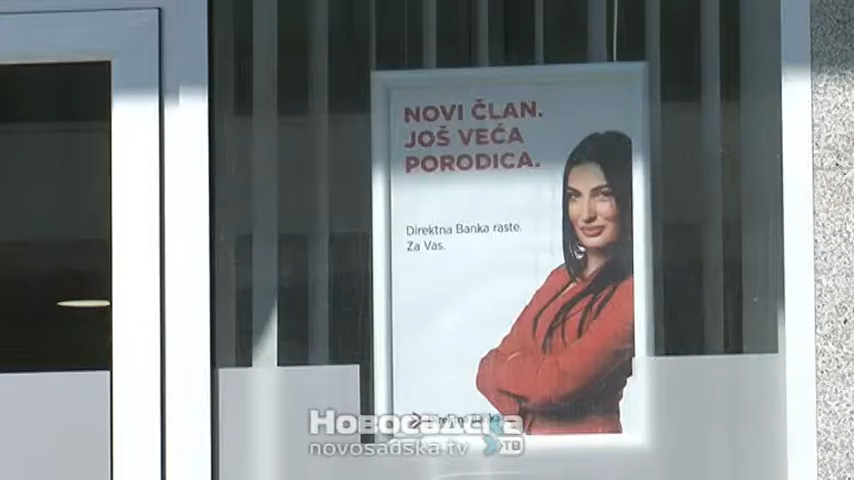 NOVI ČLAN.
JOŠ VEĆA
PORODICA.
Direktna Banka raste.
Za Vas.
Новосадска
novosadska.tv
ТВ